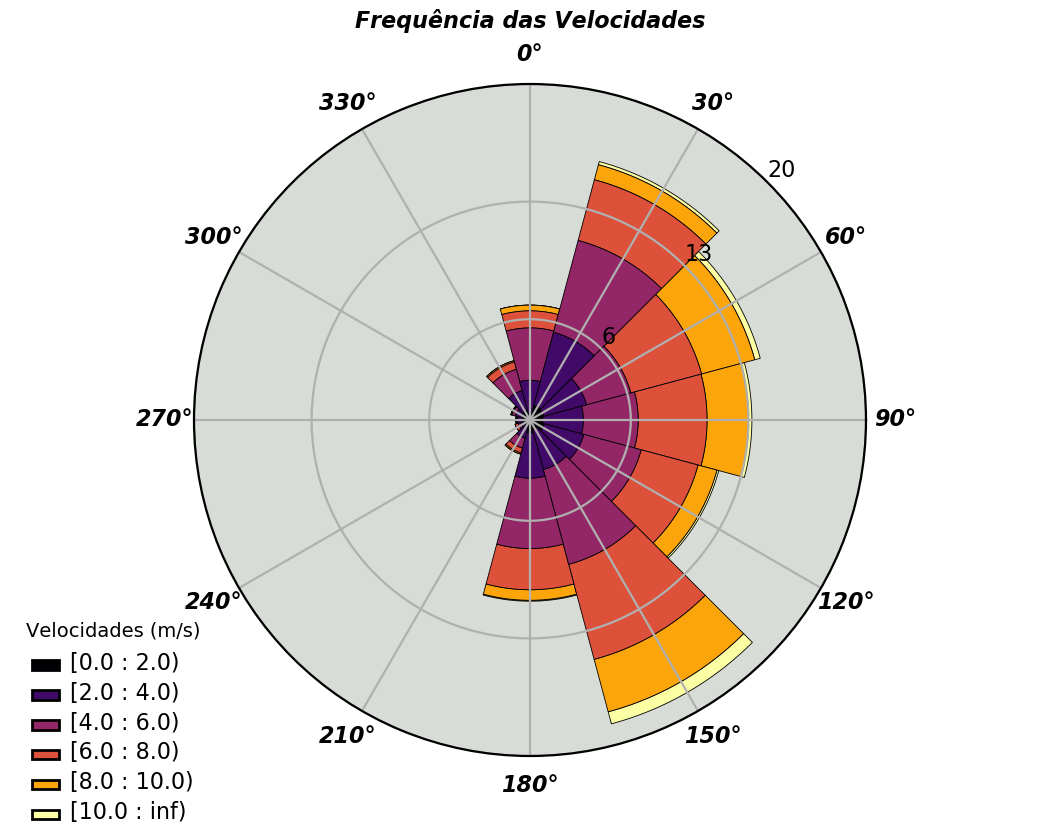 Frequência das Velocidades
0°
330°
30°
20
300°
60°
13
6
270°
90°
240°
120°
210°
150°
180°
Velocidades (m/s)
[0.0 : 2.0)
[2.0 : 4.0)
[4.0 : 6.0)
[6.0 : 8.0)
[8.0 : 10.0)
[10.0 : inf)